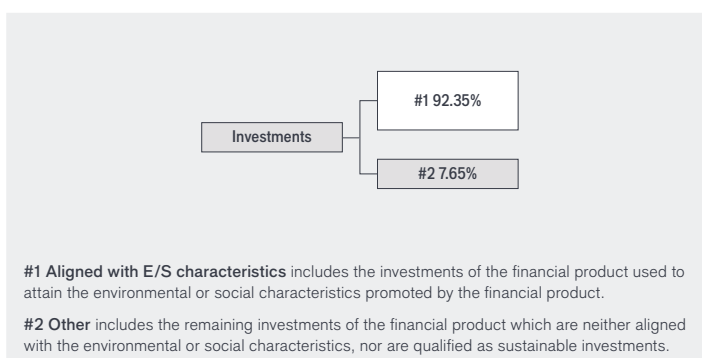 #1 92.35%
Investments
#2 7.65%
#1 Aligned with E/S characteristics includes the investments of the financial product used to
attain the environmental or social characteristics promoted by the financial product.
#2 Other includes the remaining investments of the financial product which are neither aligned
with the environmental or social characteristics, nor are qualified as sustainable investments.